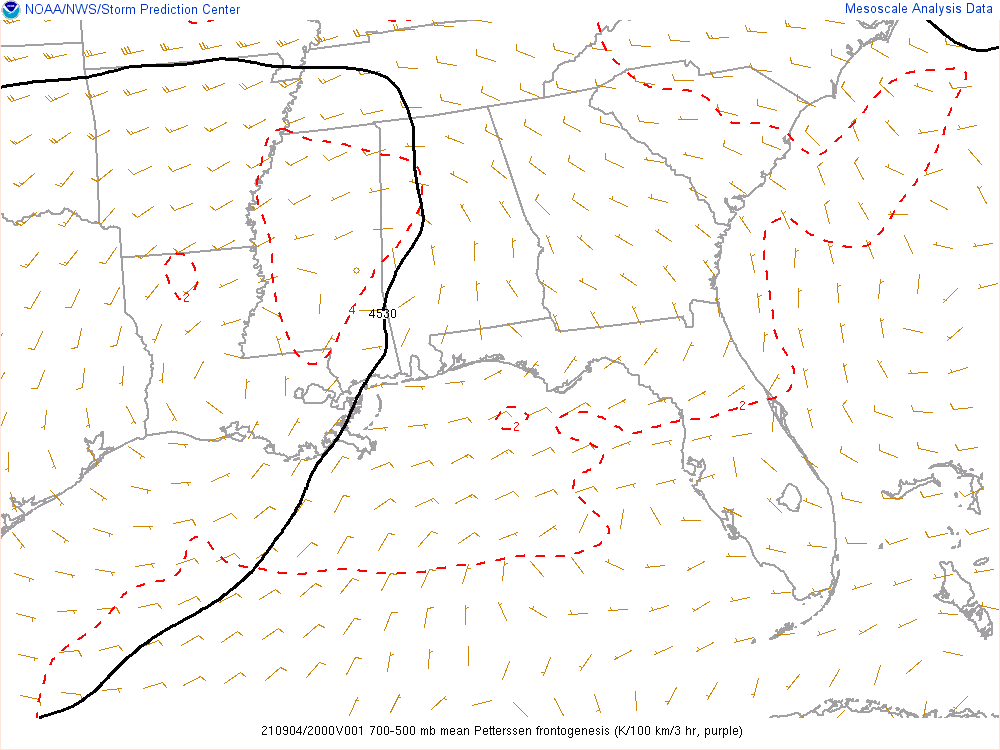 NOAA/NWS/Storm Prediction Center
Mesoscale Analysis Data
2
4
4530
2
2
210904/2000V001 700-500 mb mean Petterssen frontogenesis (K/100 km/3 hr, purple)